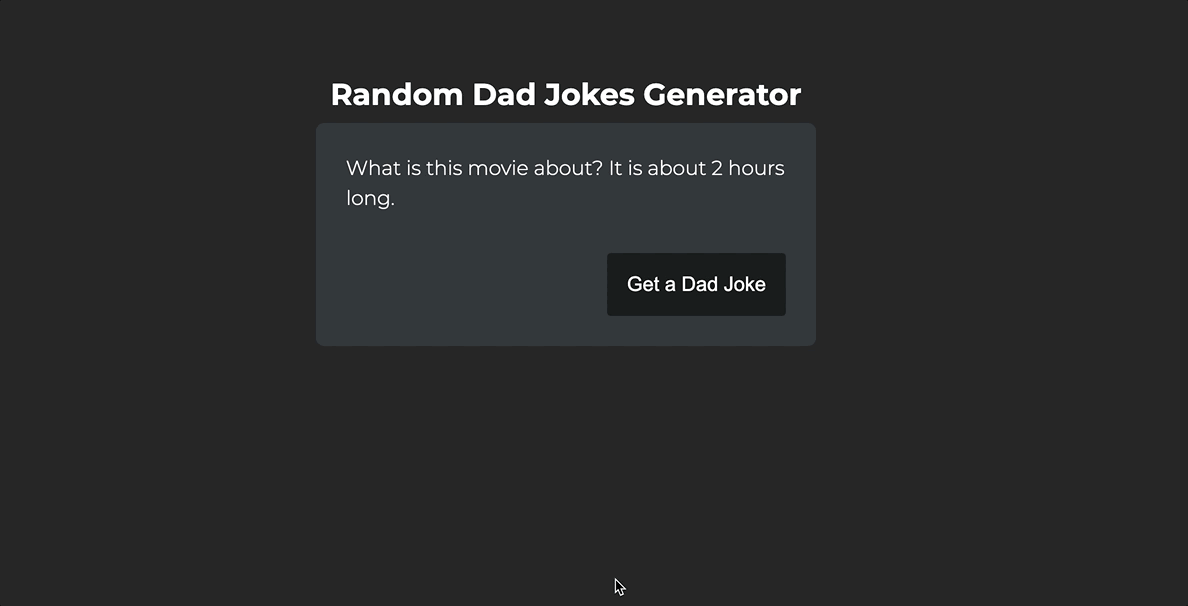 Random Dad Jokes Generator
What is this movie about? It is about 2 hours
long.
Get a Dad Joke